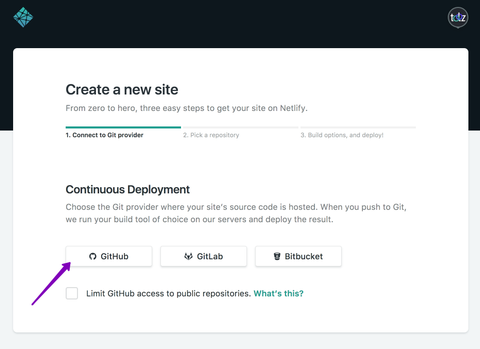 totz
Create a new site
From zero to hero, three easy steps to get your site on Netlify.
1. Connect to Git provider
2. Pick a repository
3. Build options, and deploy!
Continuous Deployment
Choose the Git provider where your site's source code is hosted. When you push to Git,
we run your build tool of choice on our servers and deploy the result.
GitHub
GitLab
Bitbucket
Limit GitHub access to public repositories. What's this?